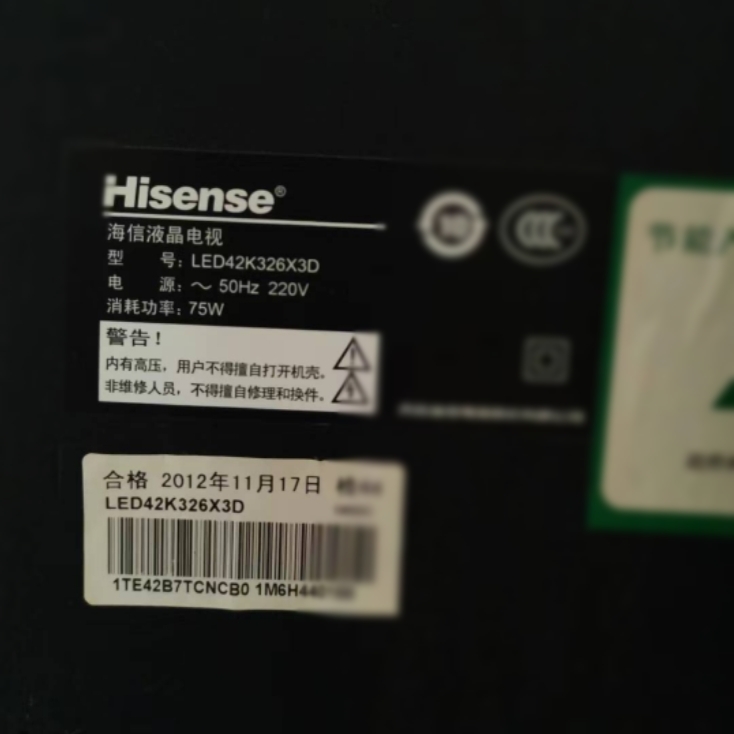 Hisense®
海信液晶电视
型 号: LED42K326X3D
电 源: ～ 50Hz 220V
消耗功率: 75W
警告!
内有高压，用户不得擅自打开机壳。
非维修人员，不得擅自修理和换件。
节能
合格 2012年11月17日
LED42K326X3D
1TE42B7TCNCB0 1M6H44